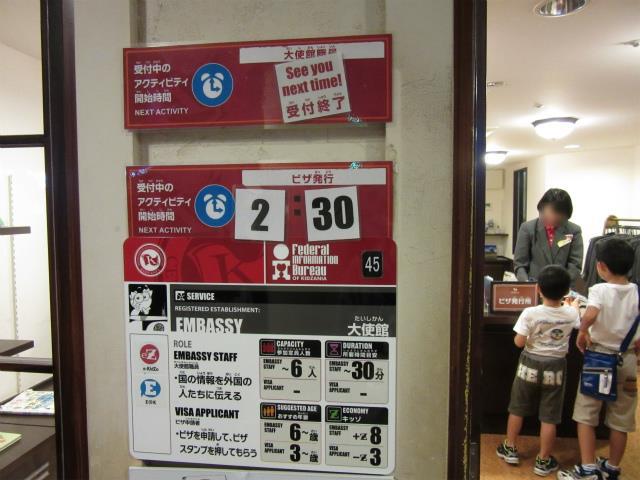 受付中の
アクティビティ
開始時間
NEXT ACTIVITY
大使館職員
See you
next time!
受付終了
受付中の
アクティビティ
開始時間
NEXT ACTIVITY
ビザ発行
2:30
Federal
Information
Bureau
OF KIDZANIA
45
SERVICE
REGISTERED ESTABLISHMENT:
EMBASSY
たいしかん
大使館
e-Kidzo
E
ROLE
EMBASSY STAFF
大使館職員
・国の情報を外国の
人たちに伝える
VISA APPLICANT
ビザ申請者
・ビザを申請して、ビザ
スタンプを押してもらう
CAPACITY
参加定員人数
EMBASSY STAFF
~6人
VISA APPLICANT
–
DURATION
所要時間目安
EMBASSY STAFF
~30分
VISA APPLICANT
–
SUGGESTED AGE
おすすめ年齢
EMBASSY STAFF
6~歳
VISA APPLICANT
3~歳
ECONOMY
キッゾ
EMBASSY STAFF
+8
VISA APPLICANT
–3
ビザ発行所